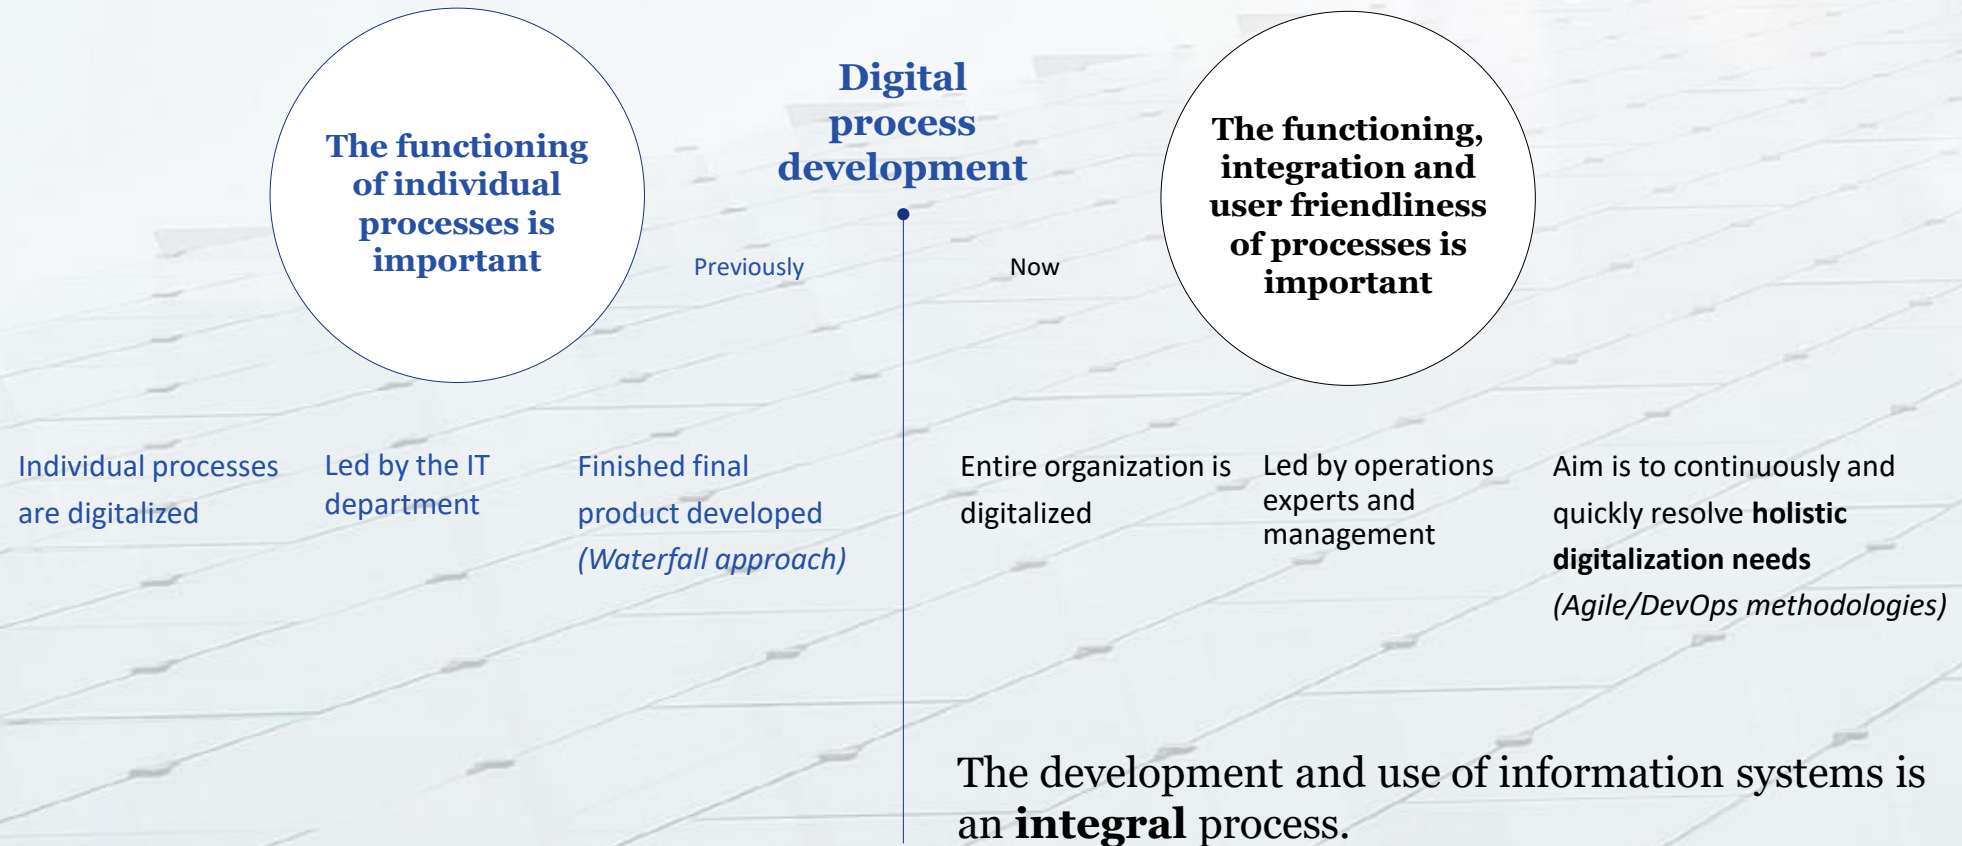 Digital
process
development
The functioning
of individual
processes is
important
Previously
Now
The functioning,
integration and
user friendliness
of processes is
important
Individual processes
are digitalized
Led by the IT
department
Finished final
product developed
(Waterfall approach)
Entire organization is
digitalized
Led by operations
experts and
management
Aim is to continuously and
quickly resolve holistic
digitalization needs
(Agile/DevOps methodologies)
The development and use of information systems is
an integral process.